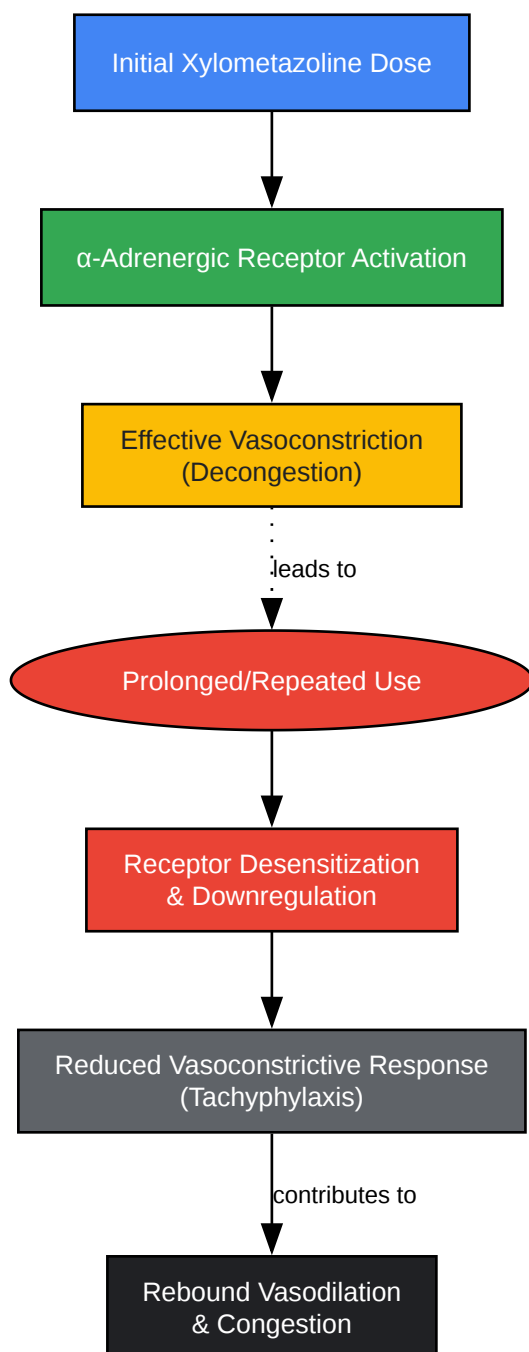 Initial Xylometazoline Dose
α-Adrenergic Receptor Activation
Effective Vasoconstriction
(Decongestion)
leads to
Prolonged/Repeated Use
Receptor Desensitization
& Downregulation
Reduced Vasoconstrictive Response
(Tachyphylaxis)
contributes to
Rebound Vasodilation
& Congestion